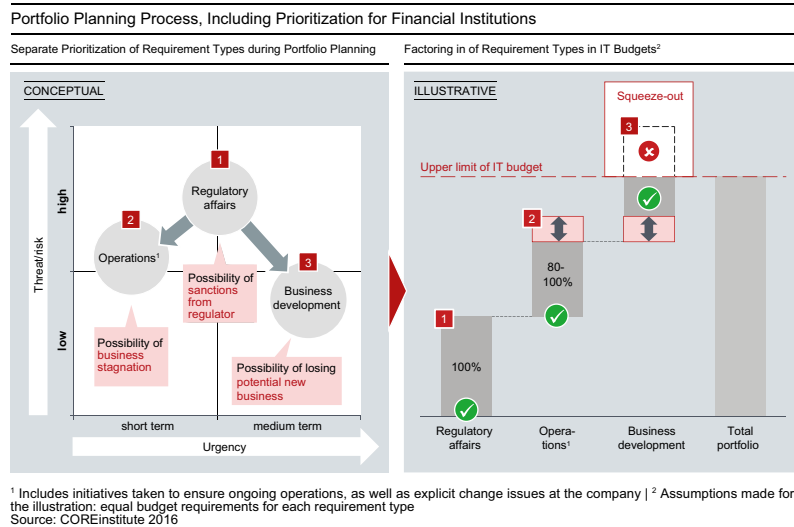 Portfolio Planning Process, Including Prioritization for Financial Institutions
Separate Prioritization of Requirement Types during Portfolio Planning
Factoring in of Requirement Types in IT Budgets²
CONCEPTUAL
Threat/risk
high
low
1
Regulatory
affairs
2
Operations¹
3
Business
development
Possibility of
sanctions
from
regulator
Possibility of
business
stagnation
Possibility of losing
potential new
business
short term
medium term
Urgency
ILLUSTRATIVE
Squeeze-out
3
Upper limit of IT budget
2
80-
100%
1
100%
Regulatory
affairs
Opera-
tions¹
Business
development
Total
portfolio
¹ Includes initiatives taken to ensure ongoing operations, as well as explicit change issues at the company | ² Assumptions made for
the illustration: equal budget requirements for each requirement type
Source: COREinstitute 2016